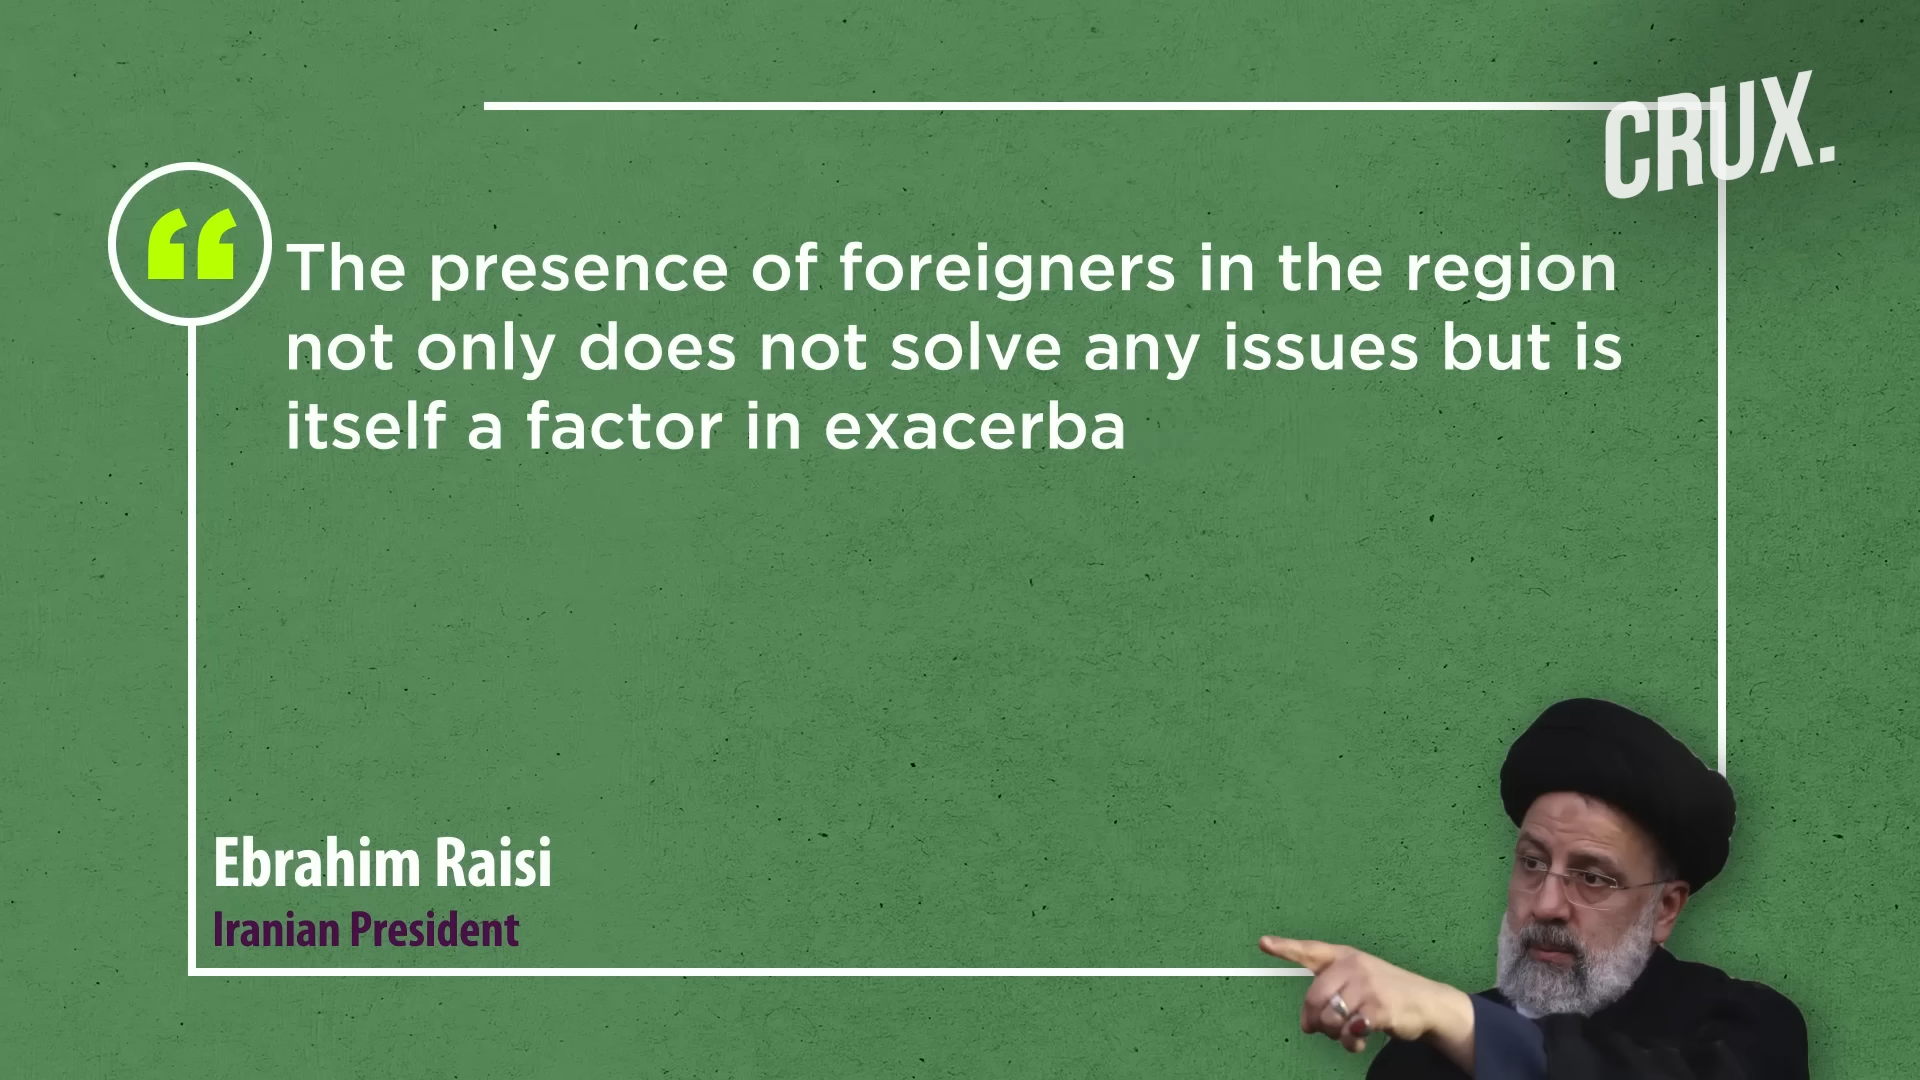 CRUX.
“
The presence of foreigners in the region
not only does not solve any issues but is
itself a factor in exacerba
Ebrahim Raisi
Iranian President